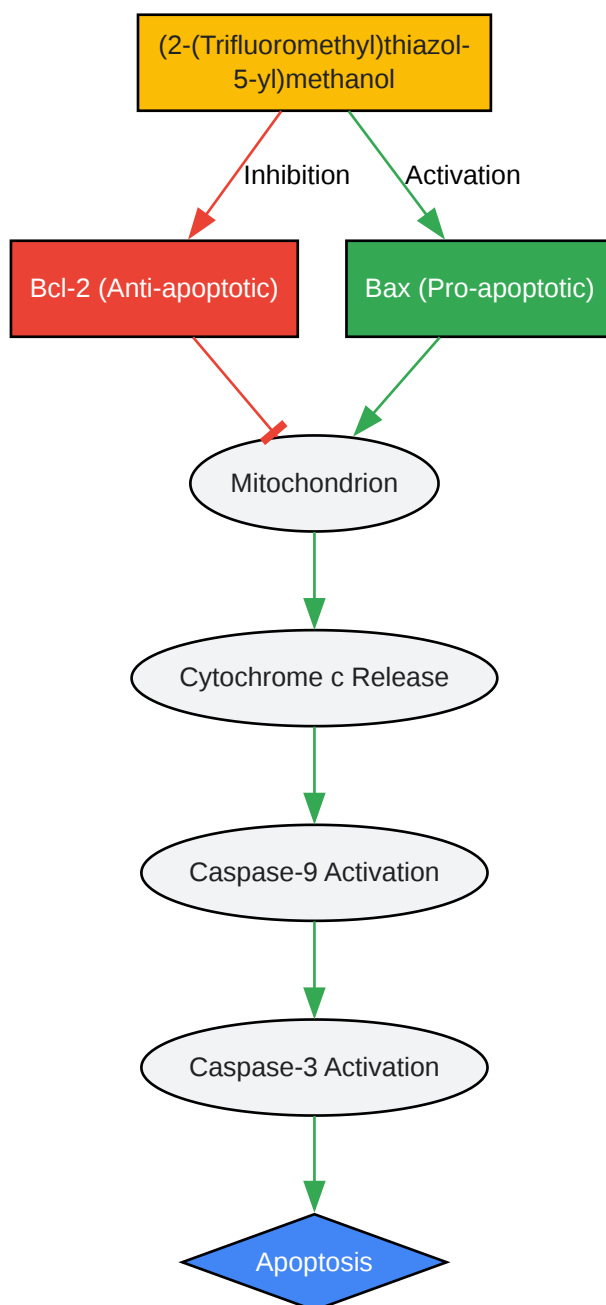 (2-(Trifluoromethyl)thiazol-
5-yl)methanol
Inhibition
Activation
Bcl-2 (Anti-apoptotic)
Bax (Pro-apoptotic)
Mitochondrion
Cytochrome c Release
Caspase-9 Activation
Caspase-3 Activation
Apoptosis